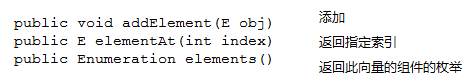 public void addElement(E obj) 添加
public E elementAt(int index) 返回指定索引
public Enumeration elements() 返回此向量的组件的枚举